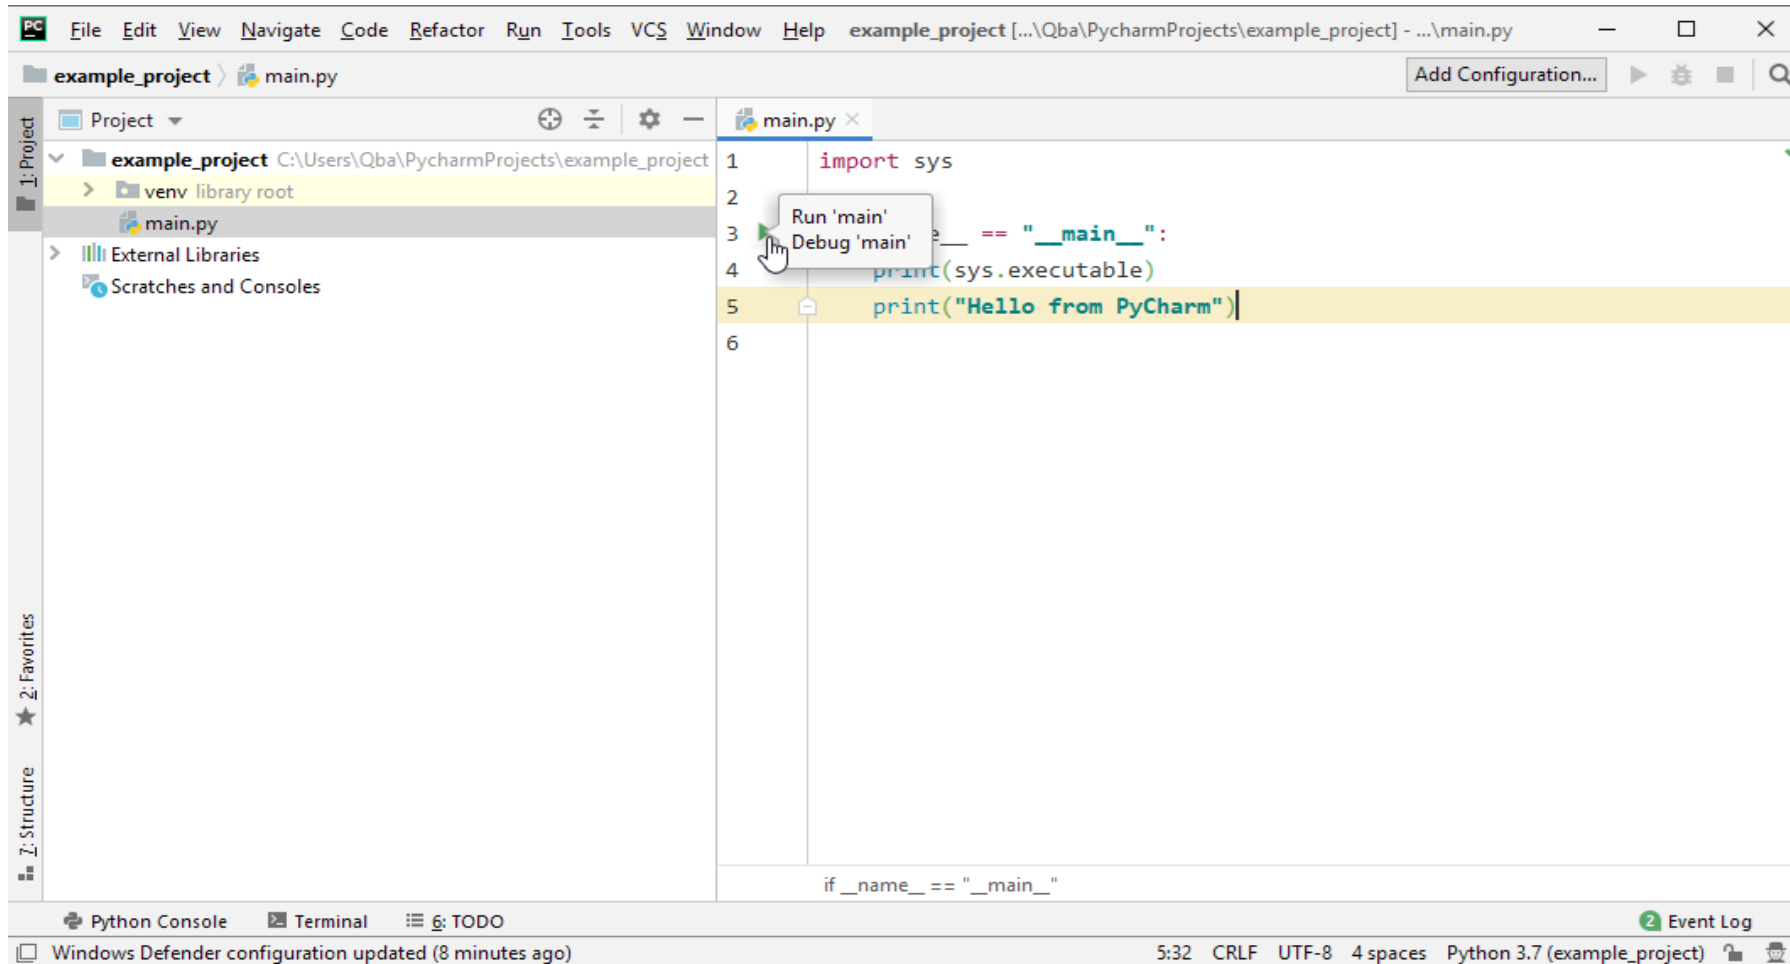 PC File Edit View Navigate Code Refactor Run Tools VCS Window Help example_project [...\Qba\PycharmProjects\example_project] - ...\main.py
example_project main.py Add Configuration...
1: Project
Project
example_project C:\Users\Qba\PycharmProjects\example_project
venv library root
main.py
External Libraries
Scratches and Consoles
2: Favorites
7: Structure
main.py
1 import sys
2
Run 'main'
Debug 'main'
3 __ == "__main__":
4 print(sys.executable)
5 print("Hello from PyCharm")
6
if __name__ == "__main__"
Python Console Terminal 6: TODO 2 Event Log
Windows Defender configuration updated (8 minutes ago) 5:32 CRLF UTF-8 4 spaces Python 3.7 (example_project)